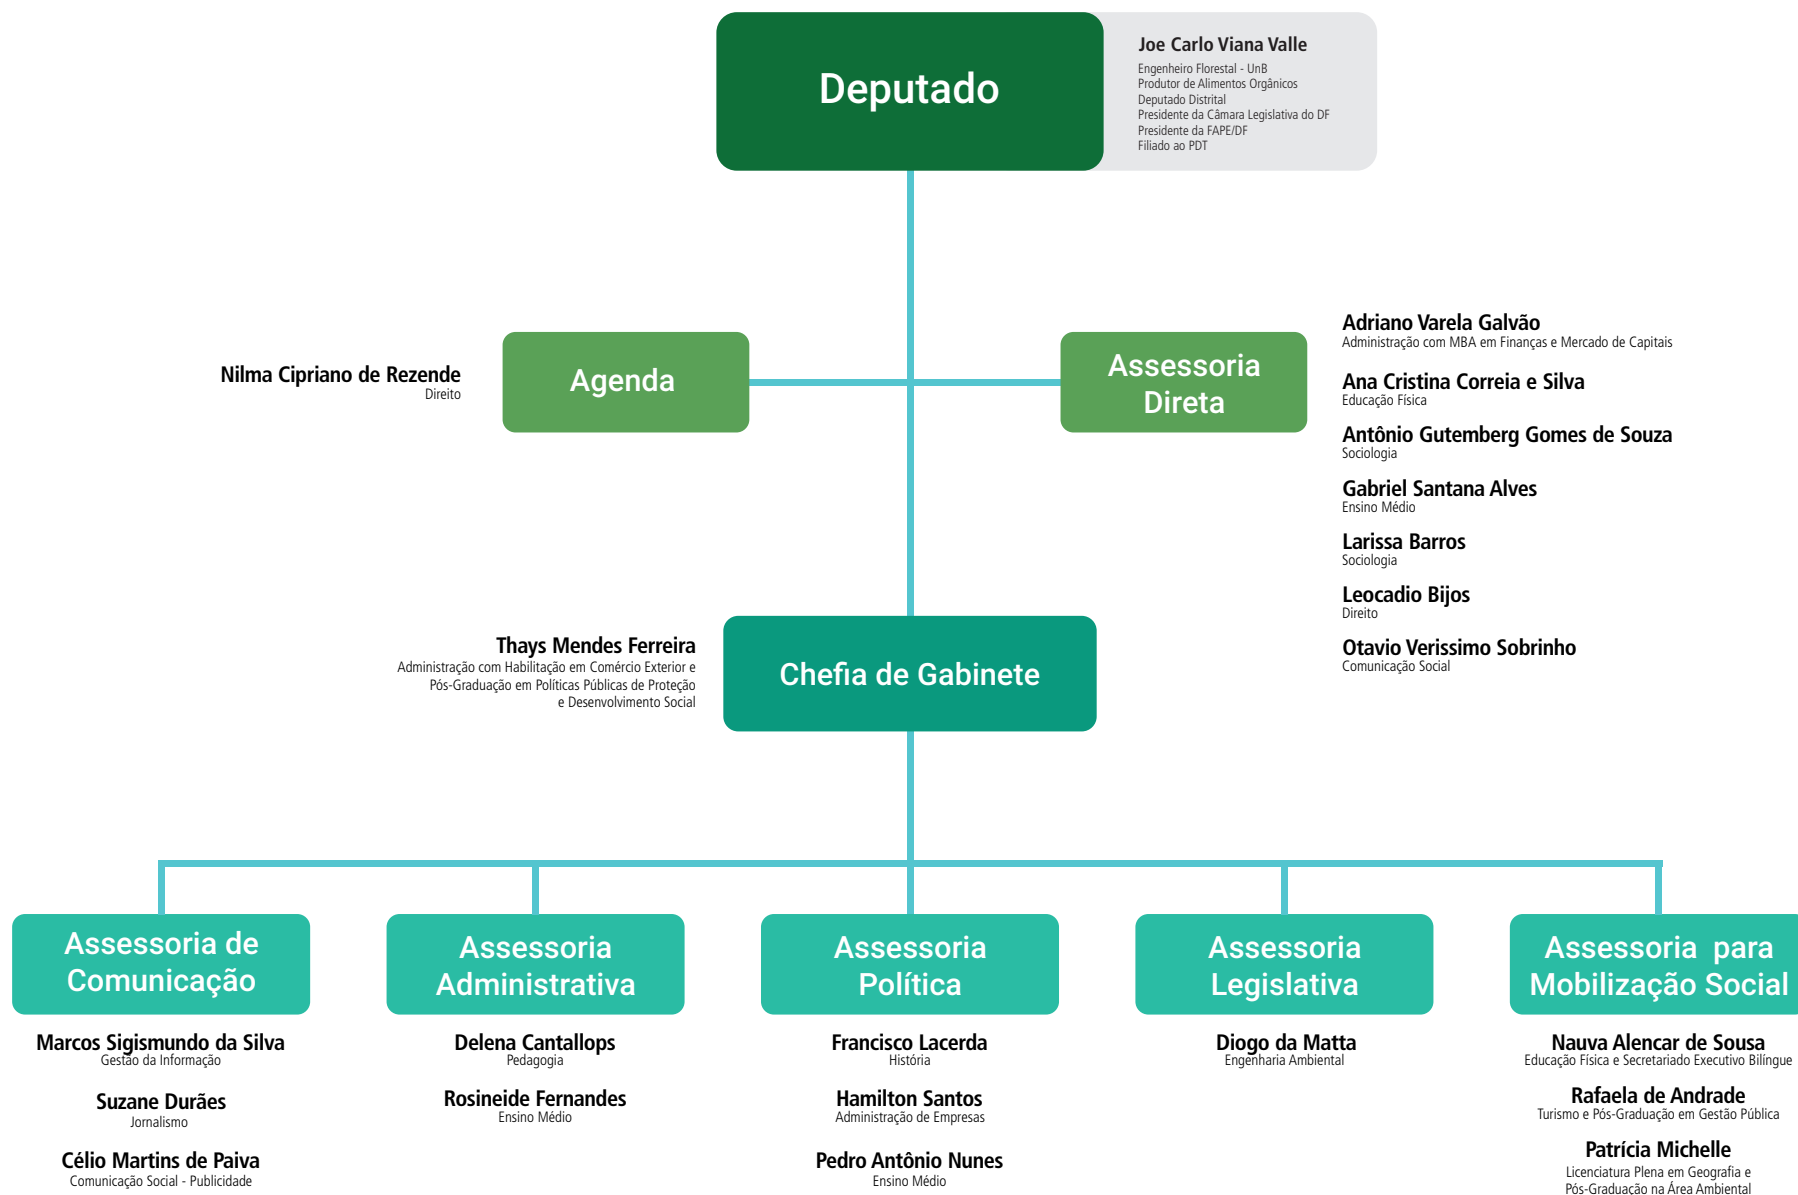 Deputado
Joe Carlo Viana Valle
Engenheiro Florestal - UnB
Produtor de Alimentos Orgânicos
Deputado Distrital
Presidente da Câmara Legislativa do DF
Presidente da FAPE/DF
Filiado ao PDT
Nilma Cipriano de Rezende
Direito
Agenda
Assessoria
Direta
Adriano Varela Galvão
Administração com MBA em Finanças e Mercado de Capitais
Ana Cristina Correia e Silva
Educação Física
Antônio Gutemberg Gomes de Souza
Sociologia
Gabriel Santana Alves
Ensino Médio
Larissa Barros
Sociologia
Leocadio Bijos
Direito
Otavio Verissimo Sobrinho
Comunicação Social
Thays Mendes Ferreira
Administração com Habilitação em Comércio Exterior e
Pós-Graduação em Políticas Públicas de Proteção
e Desenvolvimento Social
Chefia de Gabinete
Assessoria de
Comunicação
Marcos Sigismundo da Silva
Gestão da Informação
Suzane Durães
Jornalismo
Célio Martins de Paiva
Comunicação Social - Publicidade
Assessoria
Administrativa
Delena Cantallops
Pedagogia
Rosineide Fernandes
Ensino Médio
Assessoria
Política
Francisco Lacerda
História
Hamilton Santos
Administração de Empresas
Pedro Antônio Nunes
Ensino Médio
Assessoria
Legislativa
Diogo da Matta
Engenharia Ambiental
Assessoria para
Mobilização Social
Nauva Alencar de Sousa
Educação Física e Secretariado Executivo Bilíngue
Rafaela de Andrade
Turismo e Pós-Graduação em Gestão Pública
Patrícia Michelle
Licenciatura Plena em Geografia e
Pós-Graduação na Área Ambiental